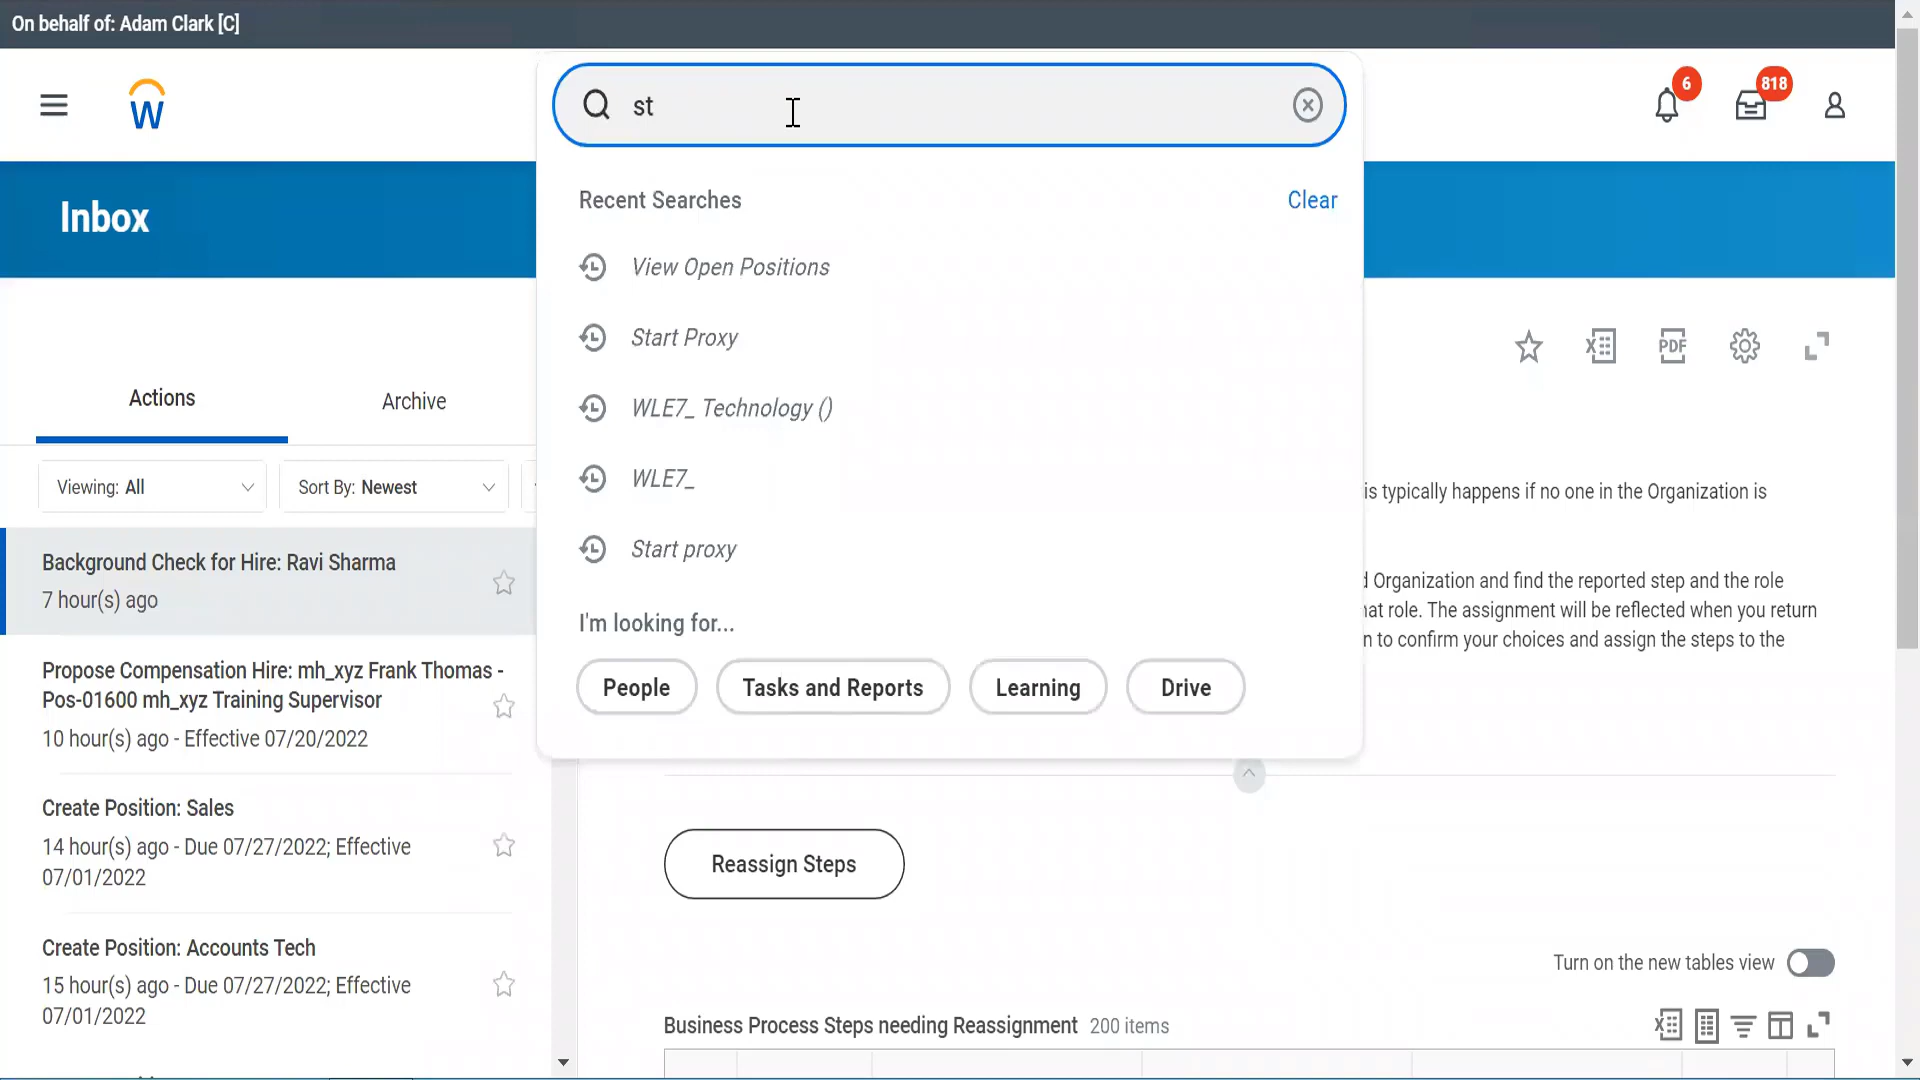 On behalf of: Adam Clark [C]
W
st
6
818
Inbox
Recent Searches
Clear
View Open Positions
Start Proxy
WLE7_ Technology ()
WLE7_
Start proxy
I'm looking for...
People
Tasks and Reports
Learning
Drive
PDF
Actions
Archive
Viewing: All
Sort By: Newest
Background Check for Hire: Ravi Sharma
7 hour(s) ago
Propose Compensation Hire: mh_xyz Frank Thomas -
Pos-01600 mh_xyz Training Supervisor
10 hour(s) ago - Effective 07/20/2022
Create Position: Sales
14 hour(s) ago - Due 07/27/2022; Effective
07/01/2022
Create Position: Accounts Tech
15 hour(s) ago - Due 07/27/2022; Effective
07/01/2022
is typically happens if no one in the Organization is
Organization and find the reported step and the role
at role. The assignment will be reflected when you return
to confirm your choices and assign the steps to the
Reassign Steps
Turn on the new tables view
Business Process Steps needing Reassignment 200 items